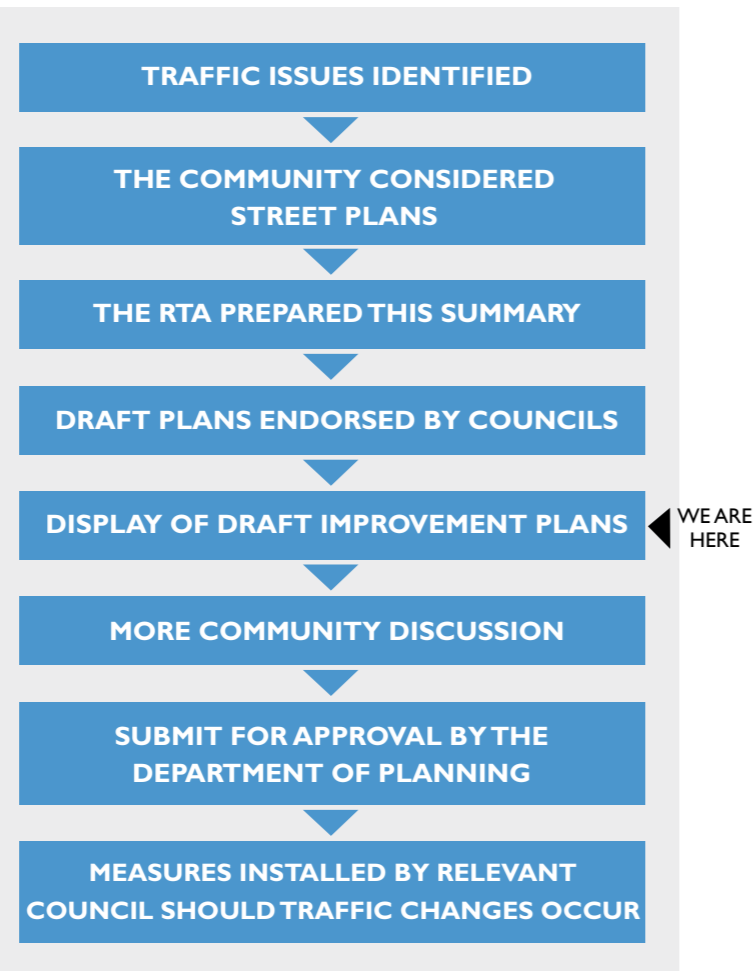 TRAFFIC ISSUES IDENTIFIED
THE COMMUNITY CONSIDERED
STREET PLANS
THE RTA PREPARED THIS SUMMARY
DRAFT PLANS ENDORSED BY COUNCILS
DISPLAY OF DRAFT IMPROVEMENT PLANS
WE ARE
HERE
MORE COMMUNITY DISCUSSION
SUBMIT FOR APPROVAL BY THE
DEPARTMENT OF PLANNING
MEASURES INSTALLED BY RELEVANT
COUNCIL SHOULD TRAFFIC CHANGES OCCUR